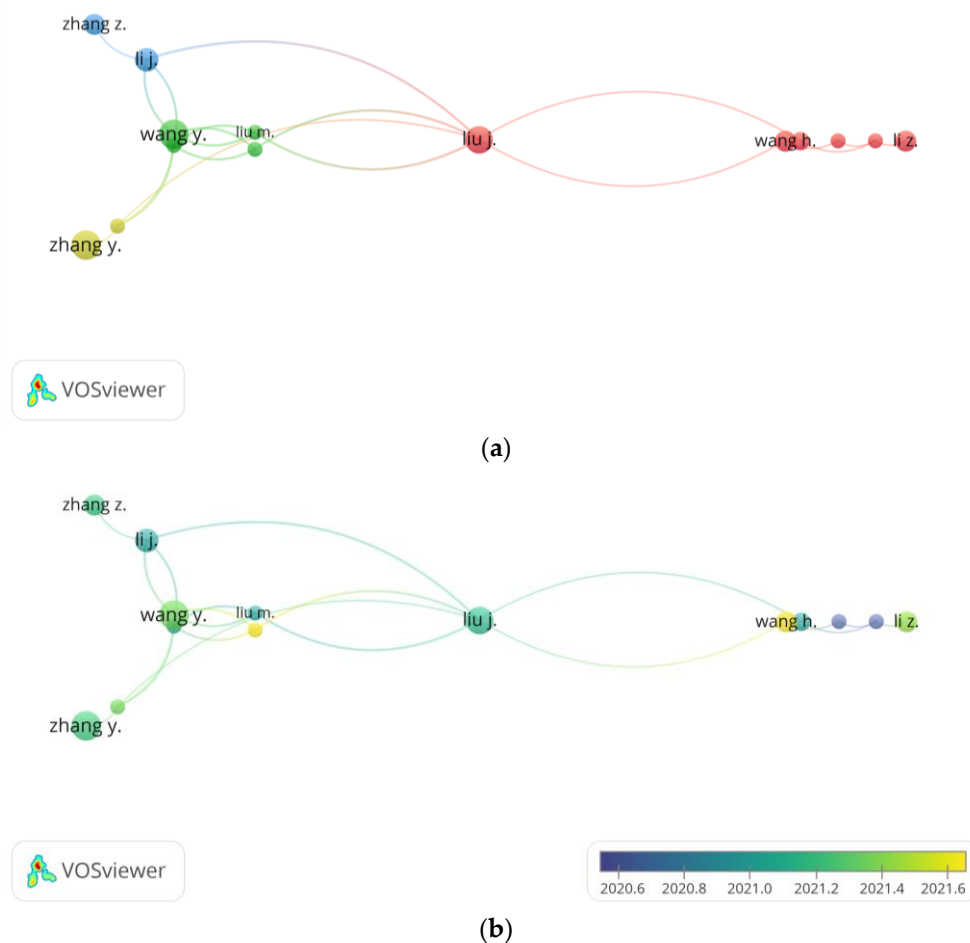 zhang z.
li j.
wang y.
liu m.
liu j.
wang h.
li z.
zhang y.
VOSviewer
(a)
zhang z.
li j.
wang y.
liu m.
liu j.
wang h.
li z.
zhang y.
VOSviewer
2020.6 2020.8 2021.0 2021.2 2021.4 2021.6
(b)